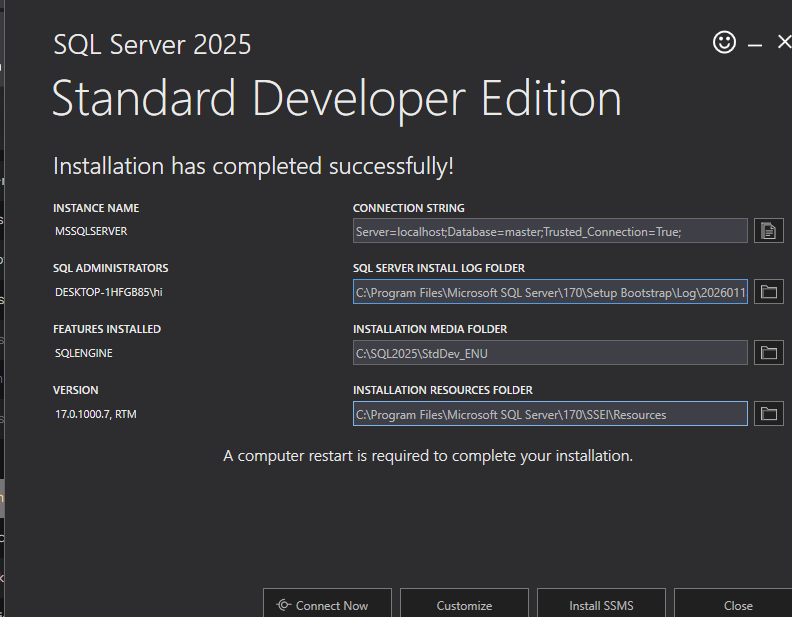 SQL Server 2025
Standard Developer Edition
Installation has completed successfully!
INSTANCE NAME
MSSQLSERVER
CONNECTION STRING
Server=localhost;Database=master;Trusted_Connection=True;
SQL ADMINISTRATORS
DESKTOP-1HFGB85\hi
SQL SERVER INSTALL LOG FOLDER
C:\Program Files\Microsoft SQL Server\170\Setup Bootstrap\Log\2026011
FEATURES INSTALLED
SQLENGINE
INSTALLATION MEDIA FOLDER
C:\SQL2025\StdDev_ENU
VERSION
17.0.1000.7, RTM
INSTALLATION RESOURCES FOLDER
C:\Program Files\Microsoft SQL Server\170\SSEI\Resources
A computer restart is required to complete your installation.
Connect Now
Customize
Install SSMS
Close